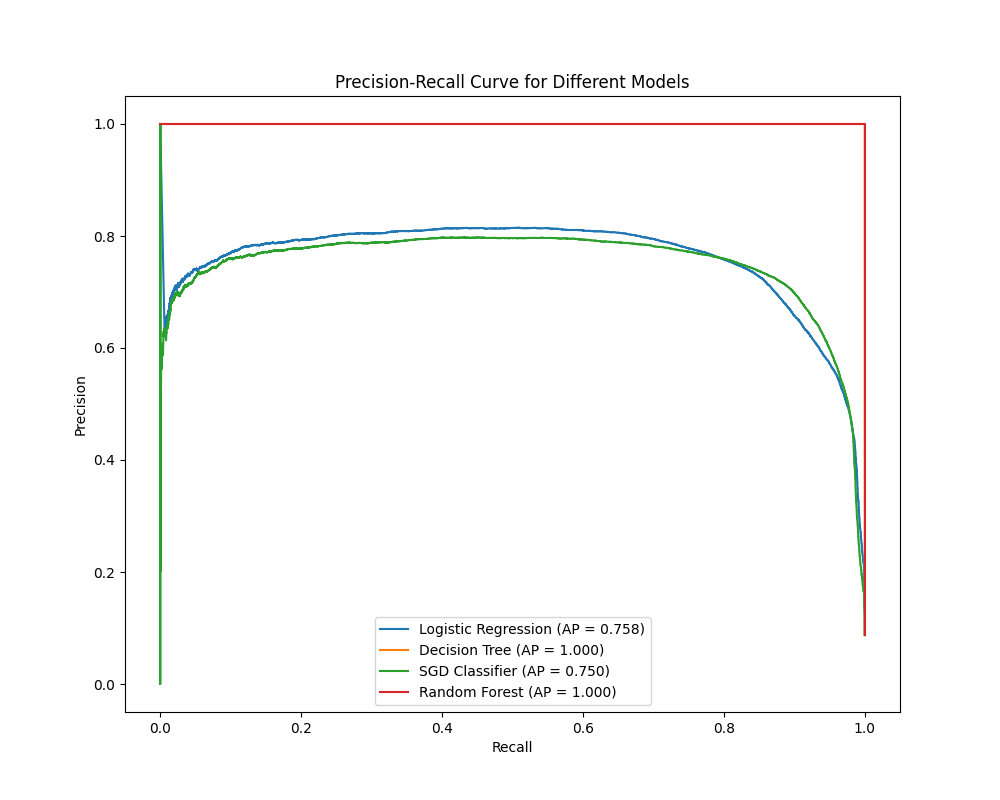 Precision-Recall Curve for Different Models
Precision
1.0
0.8
0.6
0.4
0.2
0.0
Logistic Regression (AP = 0.758)
Decision Tree (AP = 1.000)
SGD Classifier (AP = 0.750)
Random Forest (AP = 1.000)
0.0 0.2 0.4 0.6 0.8 1.0
Recall